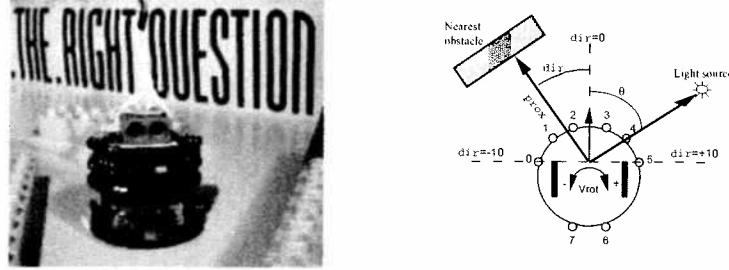 .THE.RIGHT QUESTION
Nearest
obstacle
dir=0
dir
Light source
θ
prox
1
2
3
4
dir=-10
0
5
dir=+10
-
Vrot
+
7
6